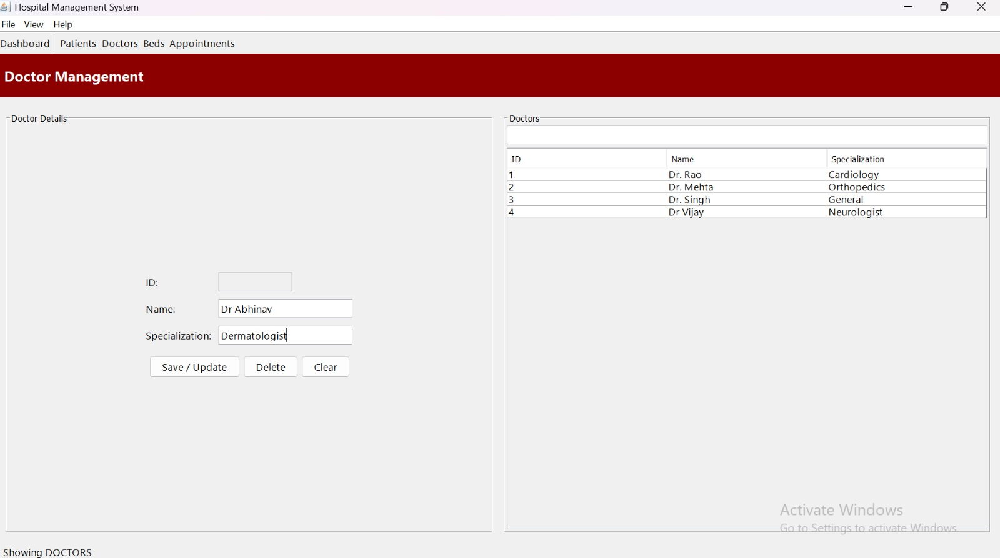 Hospital Management System
File View Help
Dashboard Patients Doctors Beds Appointments
Doctor Management
Doctor Details
ID:
Name: Dr Abhinav
Specialization: Dermatologist
Save / Update Delete Clear
Doctors
ID Name Specialization
1 Dr. Rao Cardiology
2 Dr. Mehta Orthopedics
3 Dr. Singh General
4 Dr Vijay Neurologist
Activate Windows
Go to Settings to activate Windows.
Showing DOCTORS